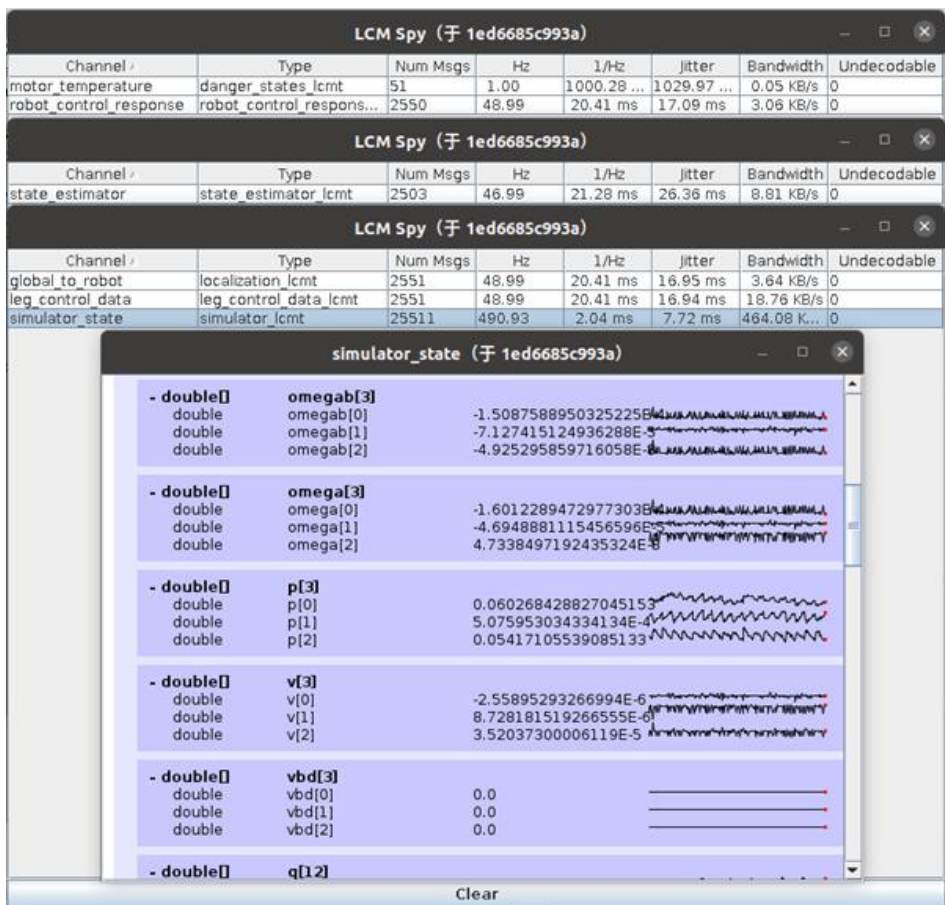 LCM Spy（于 1ed6685c993a）
Channel / Type Num Msgs Hz 1/Hz Jitter Bandwidth Undecodable
motor_temperature danger_states_lcmt 51 1.00 1000.28 ... 1029.97 ... 0.05 KB/s 0
robot_control_response robot_control_respons... 2550 48.99 20.41 ms 17.09 ms 3.06 KB/s 0
LCM Spy（于 1ed6685c993a）
Channel / Type Num Msgs Hz 1/Hz Jitter Bandwidth Undecodable
state_estimator state_estimator_lcmt 2503 46.99 21.28 ms 26.36 ms 8.81 KB/s 0
LCM Spy（于 1ed6685c993a）
Channel / Type Num Msgs Hz 1/Hz Jitter Bandwidth Undecodable
global_to_robot localization_lcmt 2551 48.99 20.41 ms 16.95 ms 3.64 KB/s 0
leg_control_data leg_control_data_lcmt 2551 48.99 20.41 ms 16.94 ms 18.76 KB/s 0
simulator_state simulator_lcmt 25511 490.93 2.04 ms 7.72 ms 464.08 K... 0
simulator_state（于 1ed6685c993a）
- double[] omegab[3]
double omegab[0]
double omegab[1]
double omegab[2]
- double[] omega[3]
double omega[0]
double omega[1]
double omega[2]
- double[] p[3]
double p[0] 0.060268428827045153
double p[1] 5.075953034334134E-4
double p[2] 0.05417105539085133
- double[] v[3]
double v[0] -2.55895293266994E-6
double v[1] 8.728181519266555E-6
double v[2] 3.52037300006119E-5
- double[] vbd[3]
double vbd[0] 0.0
double vbd[1] 0.0
double vbd[2] 0.0
- double[] q[12]
Clear